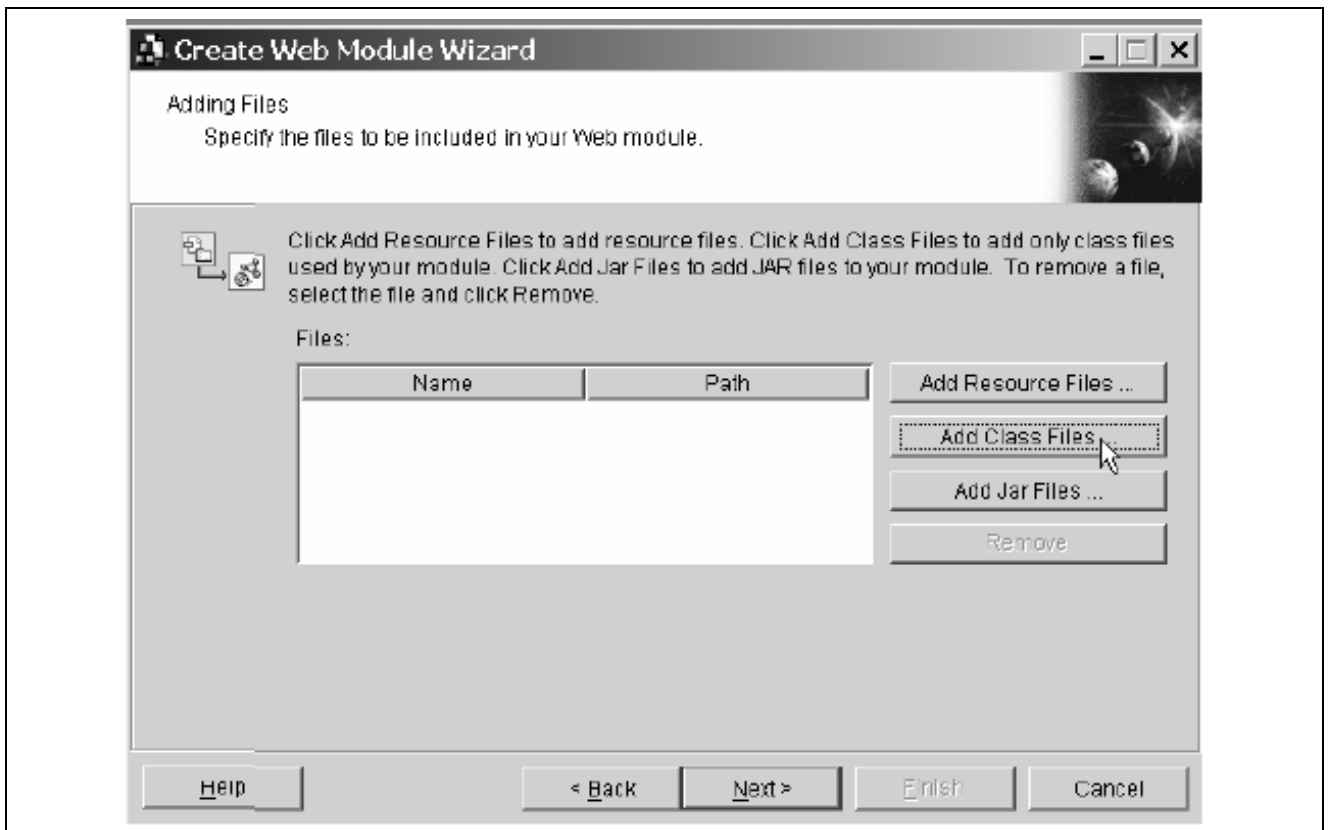 Create Web Module Wizard
Adding Files
Specify the files to be included in your Web module.
Click Add Resource Files to add resource files. Click Add Class Files to add only class files
used by your module. Click Add Jar Files to add JAR files to your module. To remove a file,
select the file and click Remove.
Files:
Name Path
Add Resource Files ...
Add Class Files ...
Add Jar Files ...
Remove
Help < Back Next > Finish Cancel